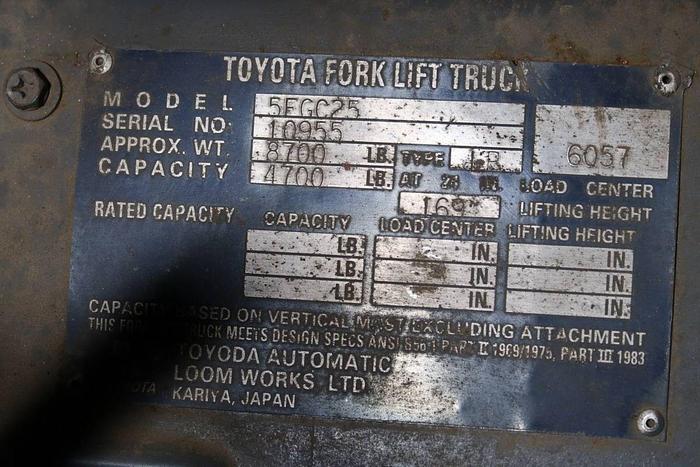 TOYOTA FORK LIFT TRUCK
MODEL 5FGC25
SERIAL NO. 10955 6057
APPROX. WT. 8700 LB. TYPE LB
CAPACITY 4700 LB. AT 24 IN. LOAD CENTER
169 LIFTING HEIGHT
RATED CAPACITY CAPACITY LOAD CENTER LIFTING HEIGHT
LB. IN. IN.
LB. IN. IN.
LB. IN. IN.
CAPACITY BASED ON VERTICAL MAST EXCLUDING ATTACHMENT
THIS FORK TRUCK MEETS DESIGN SPECS ANSI B56.1 PART II 1969/1975, PART III 1983
TOYODA AUTOMATIC
LOOM WORKS, LTD.
KARIYA, JAPAN